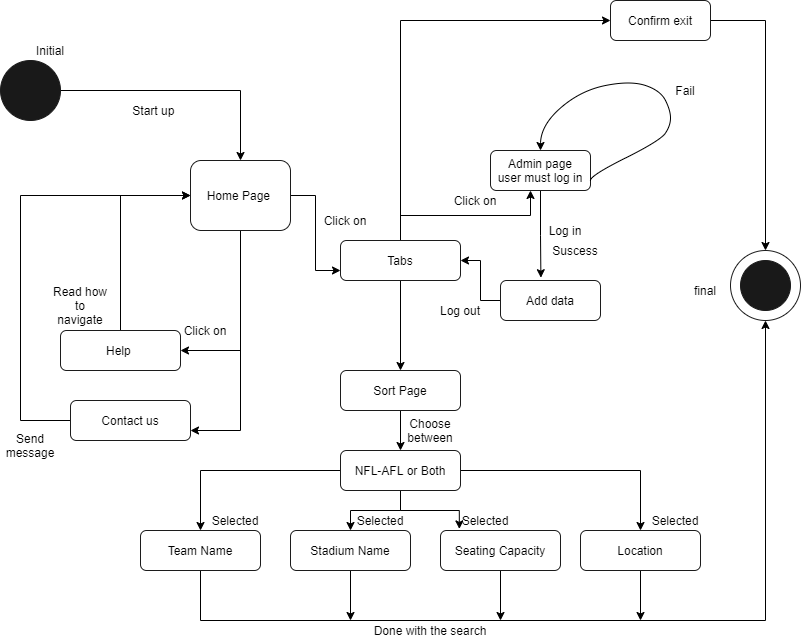 Confirm exit
Initial
Fail
Start up
Admin page
user must log in
Home Page
Click on
Click on
Log in
Suscess
Tabs
Read how
to
navigate
final
Add data
Log out
Click on
Help
Sort Page
Contact us
Choose
between
Send
message
NFL-AFL or Both
Selected
Selected
Selected
Selected
Team Name
Stadium Name
Seating Capacity
Location
Done with the search